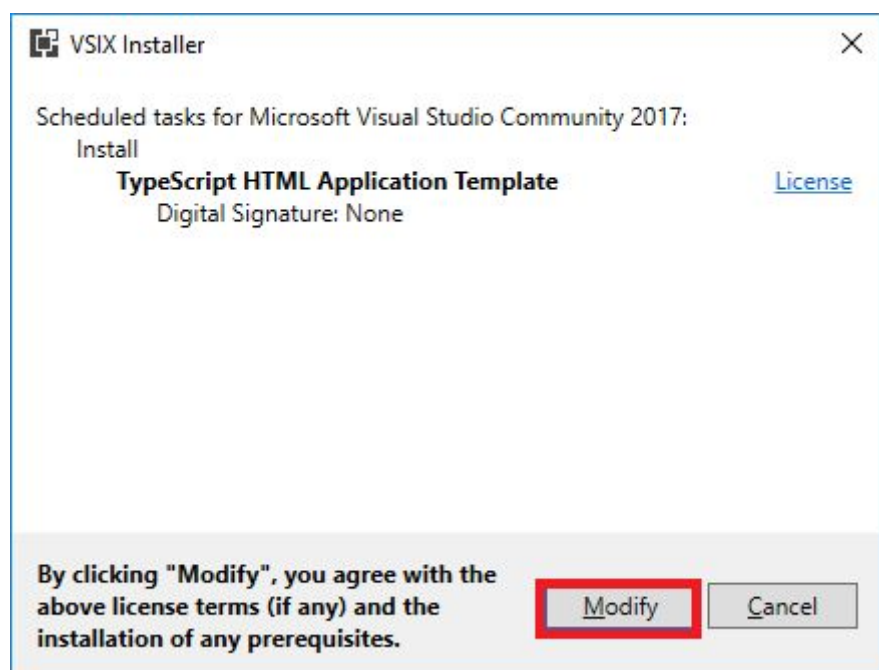 VSIX Installer
Scheduled tasks for Microsoft Visual Studio Community 2017:
Install
TypeScript HTML Application Template License
Digital Signature: None
By clicking "Modify", you agree with the
above license terms (if any) and the
installation of any prerequisites.
Modify Cancel